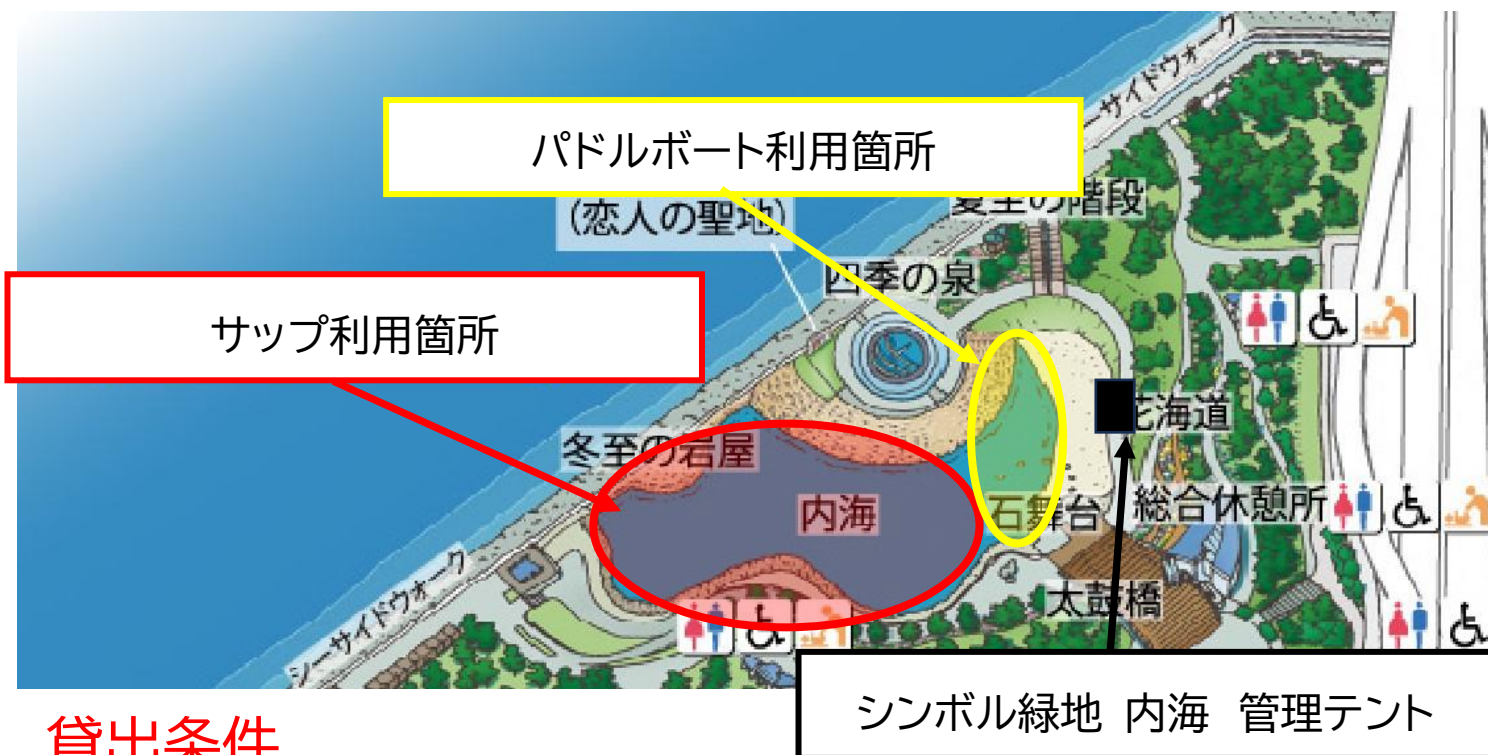 シーサイドウォーク
パドルボート利用箇所
(恋人の聖地)
夏至の階段
四季の泉
サップ利用箇所
花海道
冬至の岩屋
内海
石舞台
総合休憩所
太鼓橋
シーサイドウォーク
シンボル緑地 内海 管理テント
貸出条件